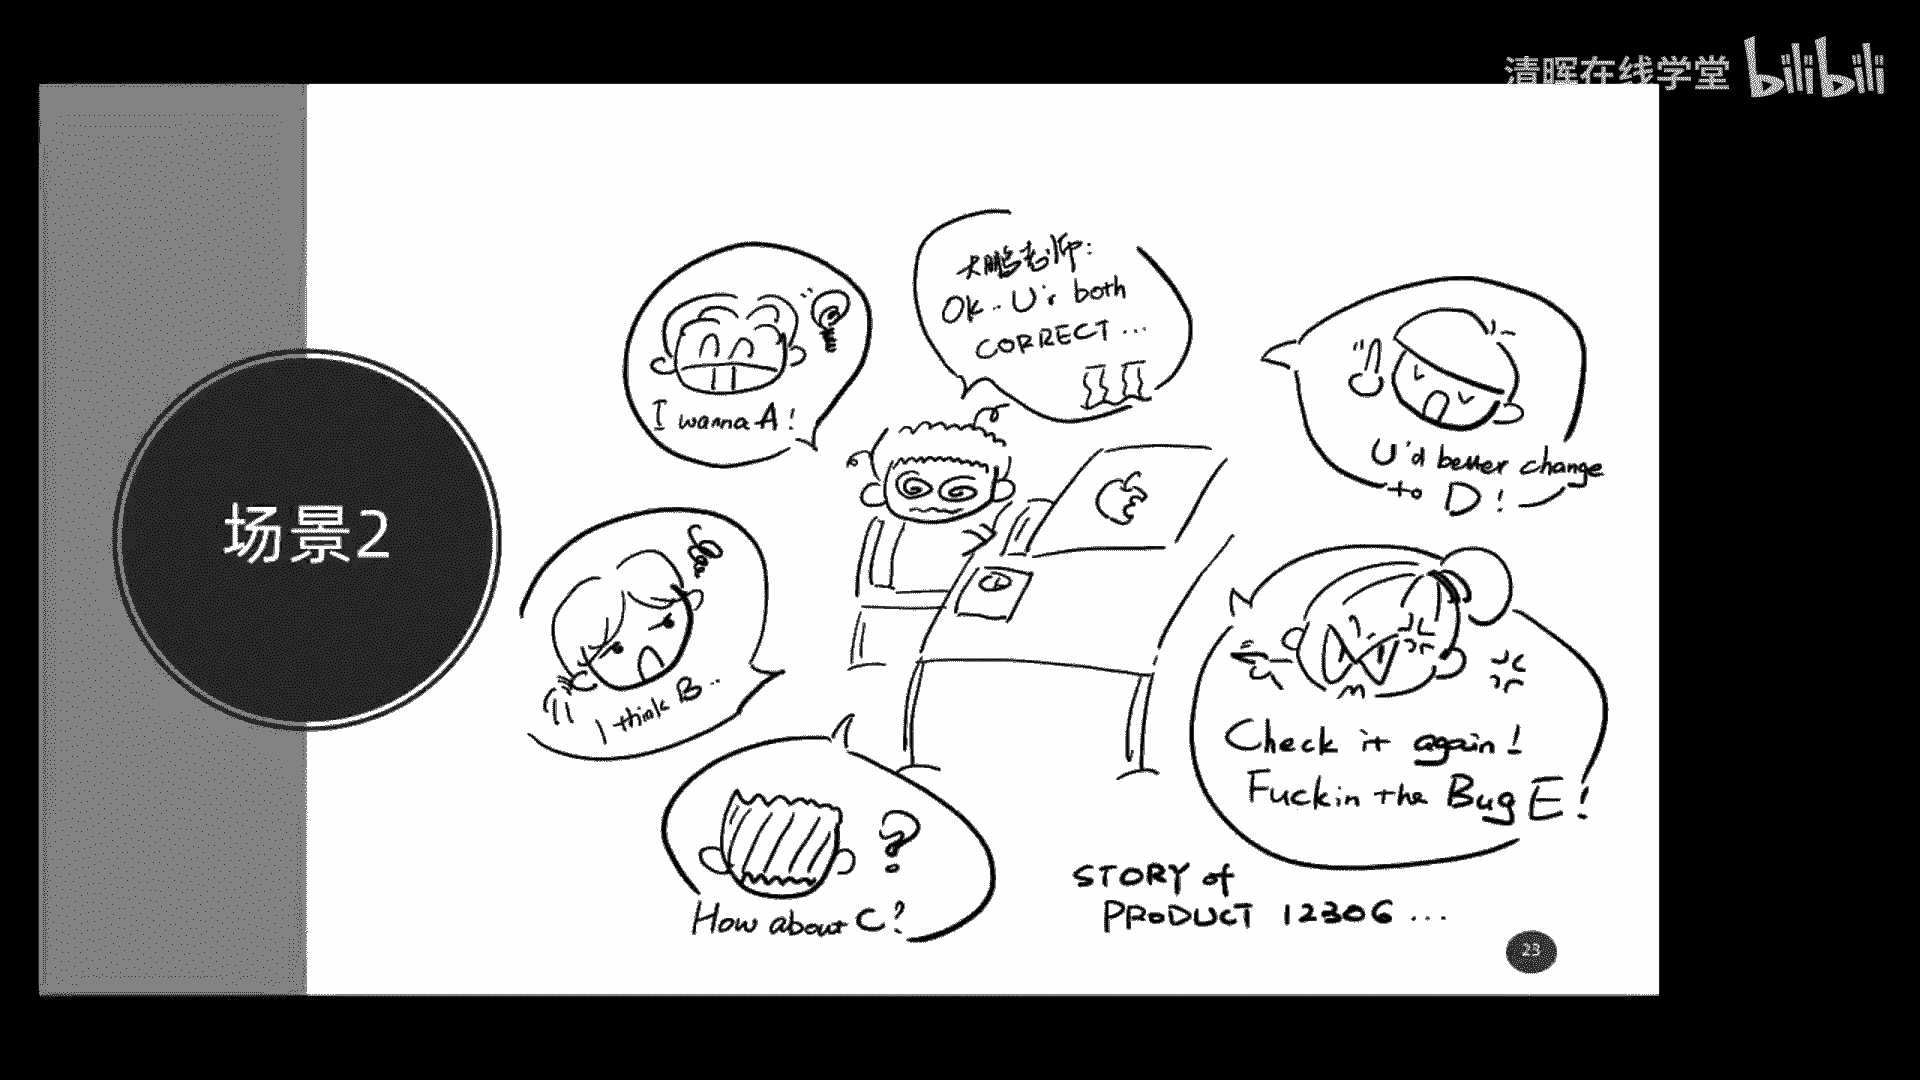 清晖在线学堂 bilibili
场景2
I wanna A!
大鹏老师:
Ok.. U'r both
CORRECT...
U'd better change
to D!
I think B..
How about C?
Check it again!
Fuckin the Bug E!
STORY of
PRODUCT 12306...
23